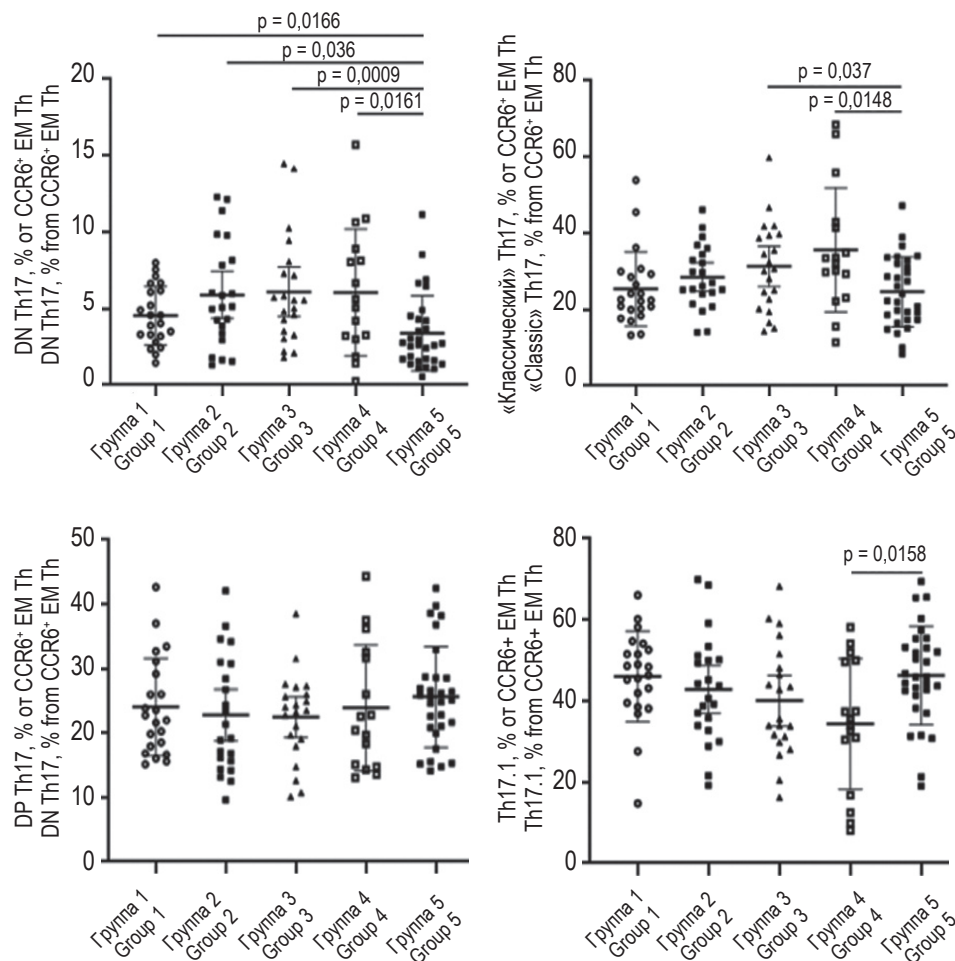 p = 0,0166
p = 0,036
p = 0,0009
p = 0,0161
DN Th17, % от CCR6⁺ EM Th
DN Th17, % from CCR6⁺ EM Th
20
15
10
5
0
Группа 1
Group 1
Группа 2
Group 2
Группа 3
Group 3
Группа 4
Group 4
Группа 5
Group 5
p = 0,037
p = 0,0148
«Классический» Th17, % от CCR6⁺ EM Th
«Classic» Th17, % from CCR6⁺ EM Th
80
60
40
20
0
Группа 1
Group 1
Группа 2
Group 2
Группа 3
Group 3
Группа 4
Group 4
Группа 5
Group 5
DP Th17, % от CCR6⁺ EM Th
DN Th17, % from CCR6⁺ EM Th
50
40
30
20
10
0
Группа 1
Group 1
Группа 2
Group 2
Группа 3
Group 3
Группа 4
Group 4
Группа 5
Group 5
p = 0,0158
Th17.1, % от CCR6+ EM Th
Th17.1, % from CCR6+ EM Th
80
60
40
20
0
Группа 1
Group 1
Группа 2
Group 2
Группа 3
Group 3
Группа 4
Group 4
Группа 5
Group 5